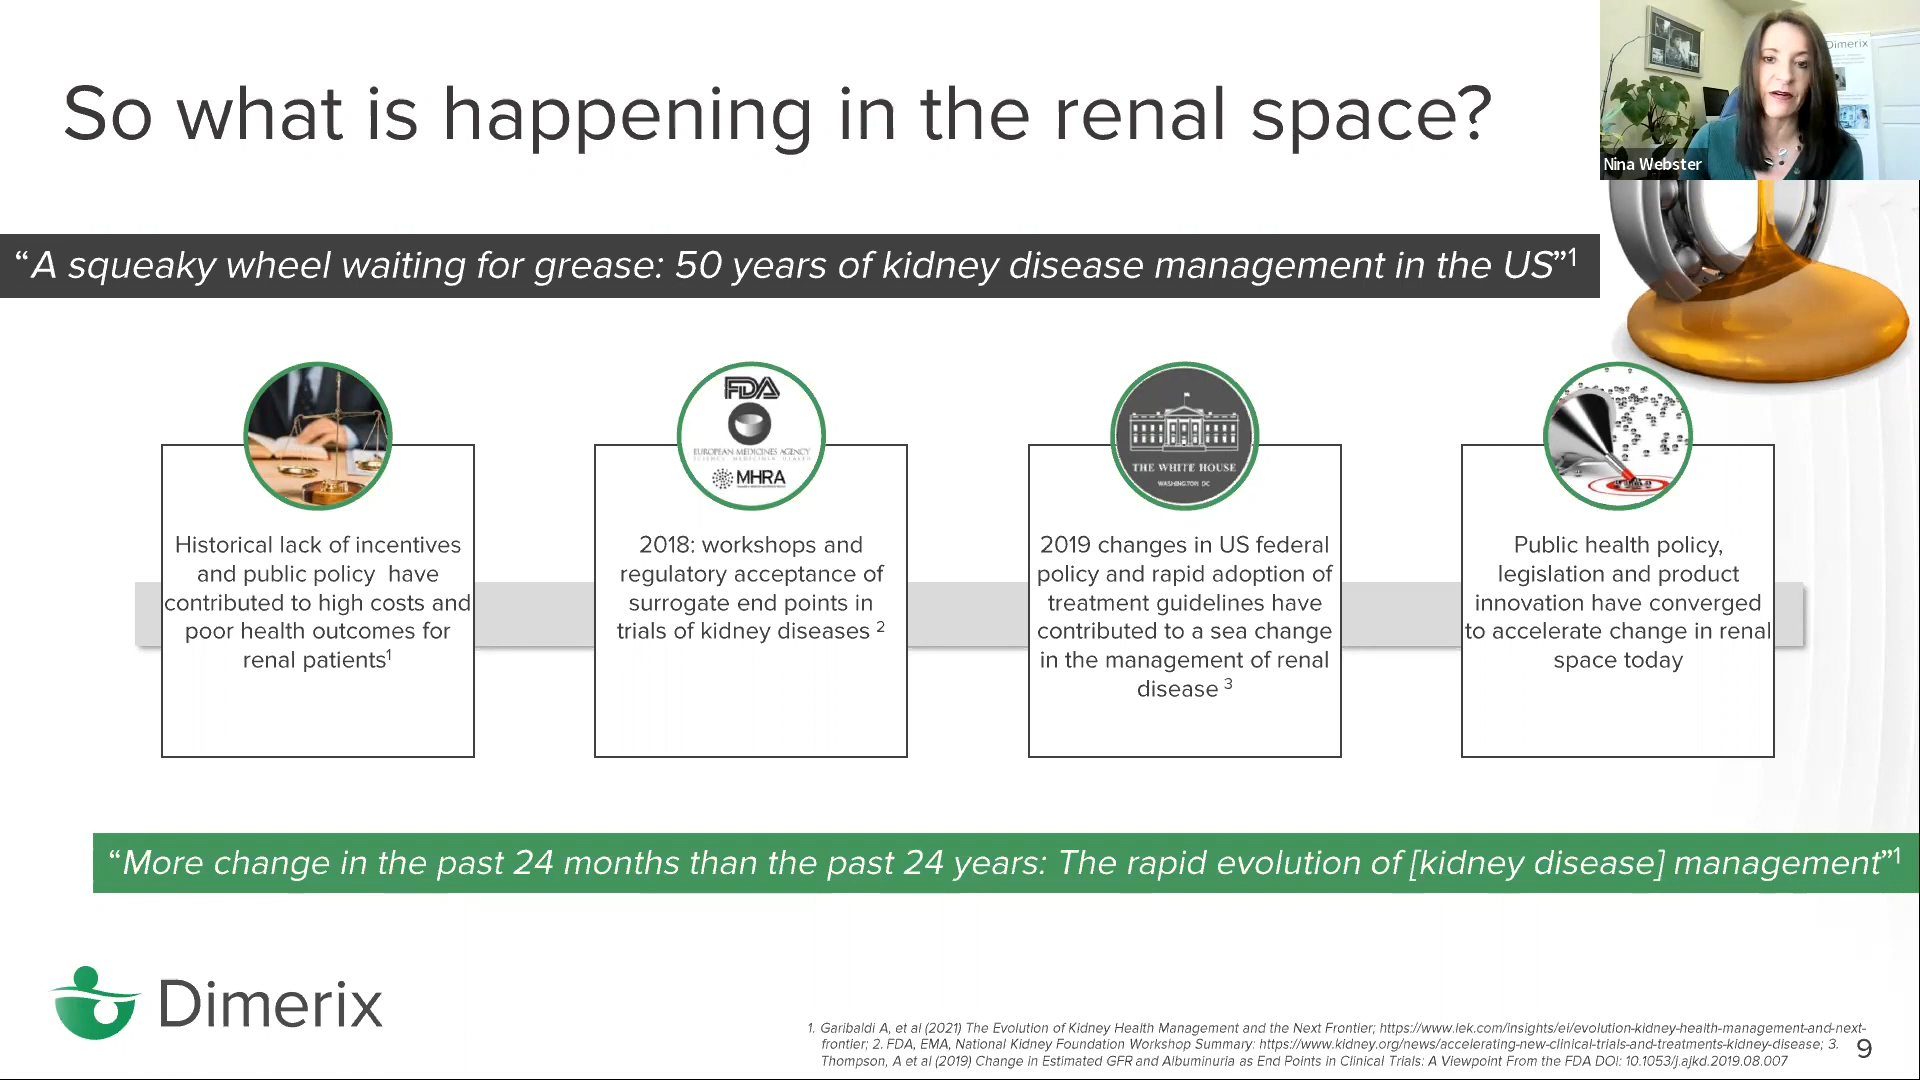 So what is happening in the renal space?
Dimerix
Nina Webster
“A squeaky wheel waiting for grease: 50 years of kidney disease management in the US”1
FDA
EUROPEAN MEDICINES AGENCY
SCIENCE MEDICINES HEALTH
MHRA
THE WHITE HOUSE
WASHINGTON DC
Historical lack of incentives
and public policy have
contributed to high costs and
poor health outcomes for
renal patients1
2018: workshops and
regulatory acceptance of
surrogate end points in
trials of kidney diseases 2
2019 changes in US federal
policy and rapid adoption of
treatment guidelines have
contributed to a sea change
in the management of renal
disease 3
Public health policy,
legislation and product
innovation have converged
to accelerate change in renal
space today
“More change in the past 24 months than the past 24 years: The rapid evolution of [kidney disease] management”1
Dimerix
1. Garibaldi A, et al (2021) The Evolution of Kidney Health Management and the Next Frontier; https://www.lek.com/insights/ei/evolution-kidney-health-management-and-next-
frontier; 2. FDA, EMA, National Kidney Foundation Workshop Summary: https://www.kidney.org/news/accelerating-new-clinical-trials-and-treatments-kidney-disease; 3.
Thompson, A et al (2019) Change in Estimated GFR and Albuminuria as End Points in Clinical Trials: A Viewpoint From the FDA DOI: 10.1053/j.ajkd.2019.08.007
9